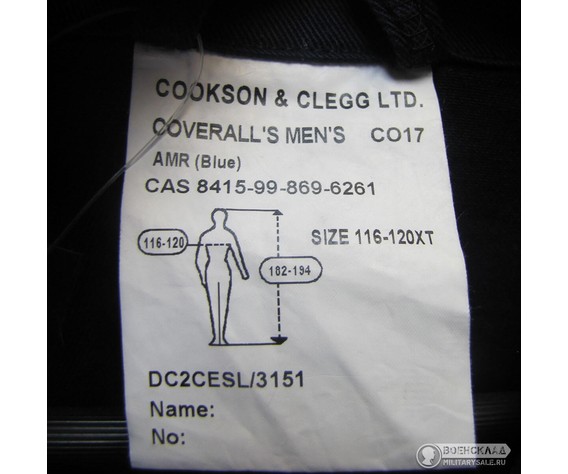 COOKSON & CLEGG LTD.
COVERALL'S MEN'S CO17
AMR (Blue)
CAS 8415-99-869-6261
116-120
SIZE 116-120XT
182-194
DC2CESL/3151
Name:
No:
ВОЕНСКЛАД
MILITARYSALE.RU